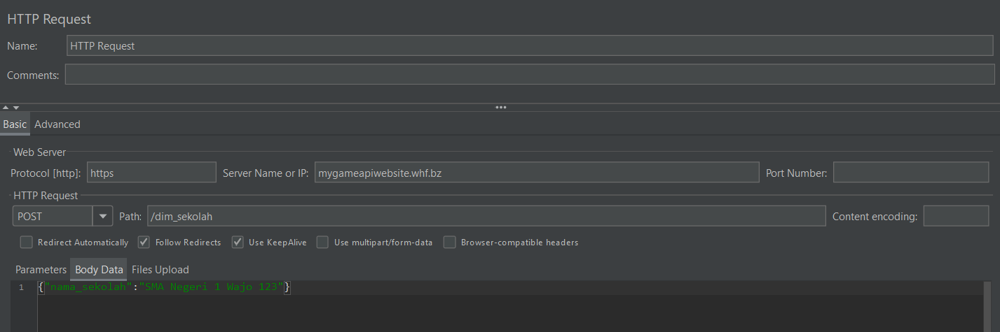 HTTP Request
Name: HTTP Request
Comments:
Basic Advanced
Web Server
Protocol [http]: https Server Name or IP: mygameapiwebsite.whf.bz Port Number:
HTTP Request
POST Path: /dim_sekolah Content encoding:
Redirect Automatically Follow Redirects Use KeepAlive Use multipart/form-data Browser-compatible headers
Parameters Body Data Files Upload
1 {"nama_sekolah":"SMA Negeri 1 Wajo 123"}